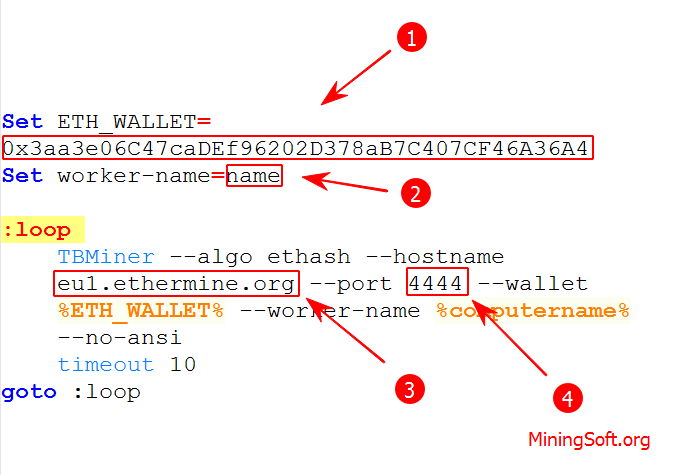 1
Set ETH_WALLET=
0x3aa3e06C47caDEf96202D378aB7C407CF46A36A4
Set worker-name=name
2
:loop
TBMiner --algo ethash --hostname
eu1.ethermine.org --port 4444 --wallet
%ETH_WALLET% --worker-name %computername%
--no-ansi
timeout 10
3
4
goto :loop
MiningSoft.org